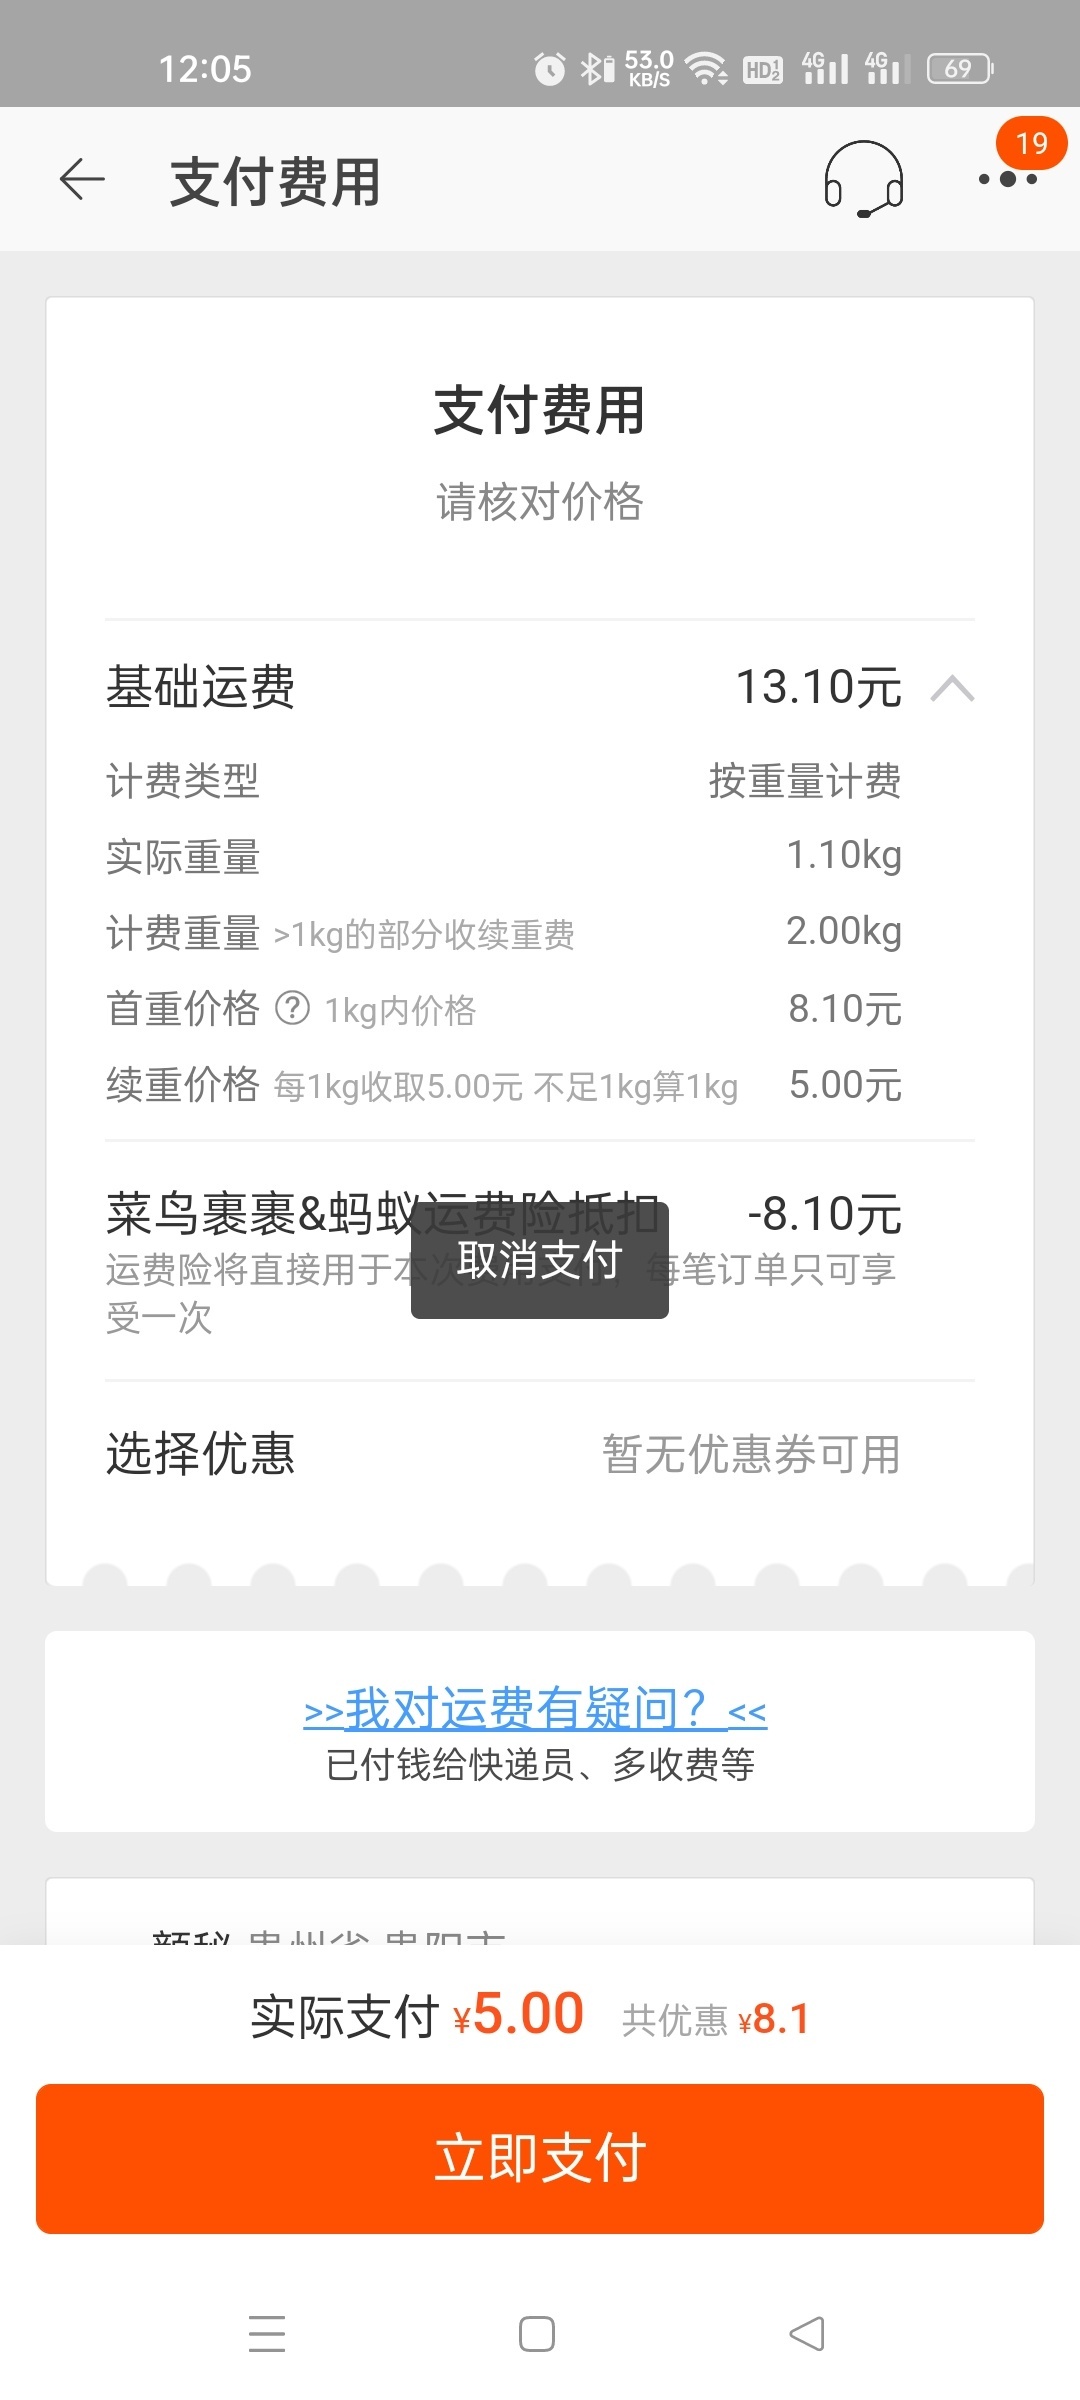 12:05 53.0 KB/S HD 1 2 4G 4G 69
支付费用
19
支付费用
请核对价格
基础运费 13.10元
计费类型 按重量计费
实际重量 1.10kg
计费重量 >1kg的部分收续重费 2.00kg
首重价格 ? 1kg内价格 8.10元
续重价格 每1kg收取5.00元 不足1kg算1kg 5.00元
菜鸟裹裹&蚂蚁运费险抵扣 -8.10元
取消支付
运费险将直接用于本次 每笔订单只可享
受一次
选择优惠 暂无优惠券可用
>>我对运费有疑问？<<
已付钱给快递员、多收费等
贵州省 贵阳市
实际支付 ¥5.00 共优惠 ¥8.1
立即支付